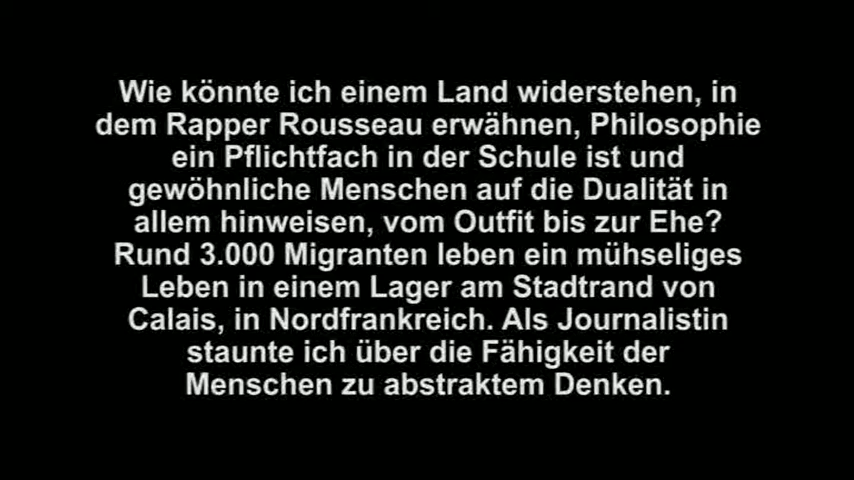 Wie könnte ich einem Land widerstehen, in
dem Rapper Rousseau erwähnen, Philosophie
ein Pflichtfach in der Schule ist und
gewöhnliche Menschen auf die Dualität in
allem hinweisen, vom Outfit bis zur Ehe?
Rund 3.000 Migranten leben ein mühseliges
Leben in einem Lager am Stadtrand von
Calais, in Nordfrankreich. Als Journalistin
staunte ich über die Fähigkeit der
Menschen zu abstraktem Denken.